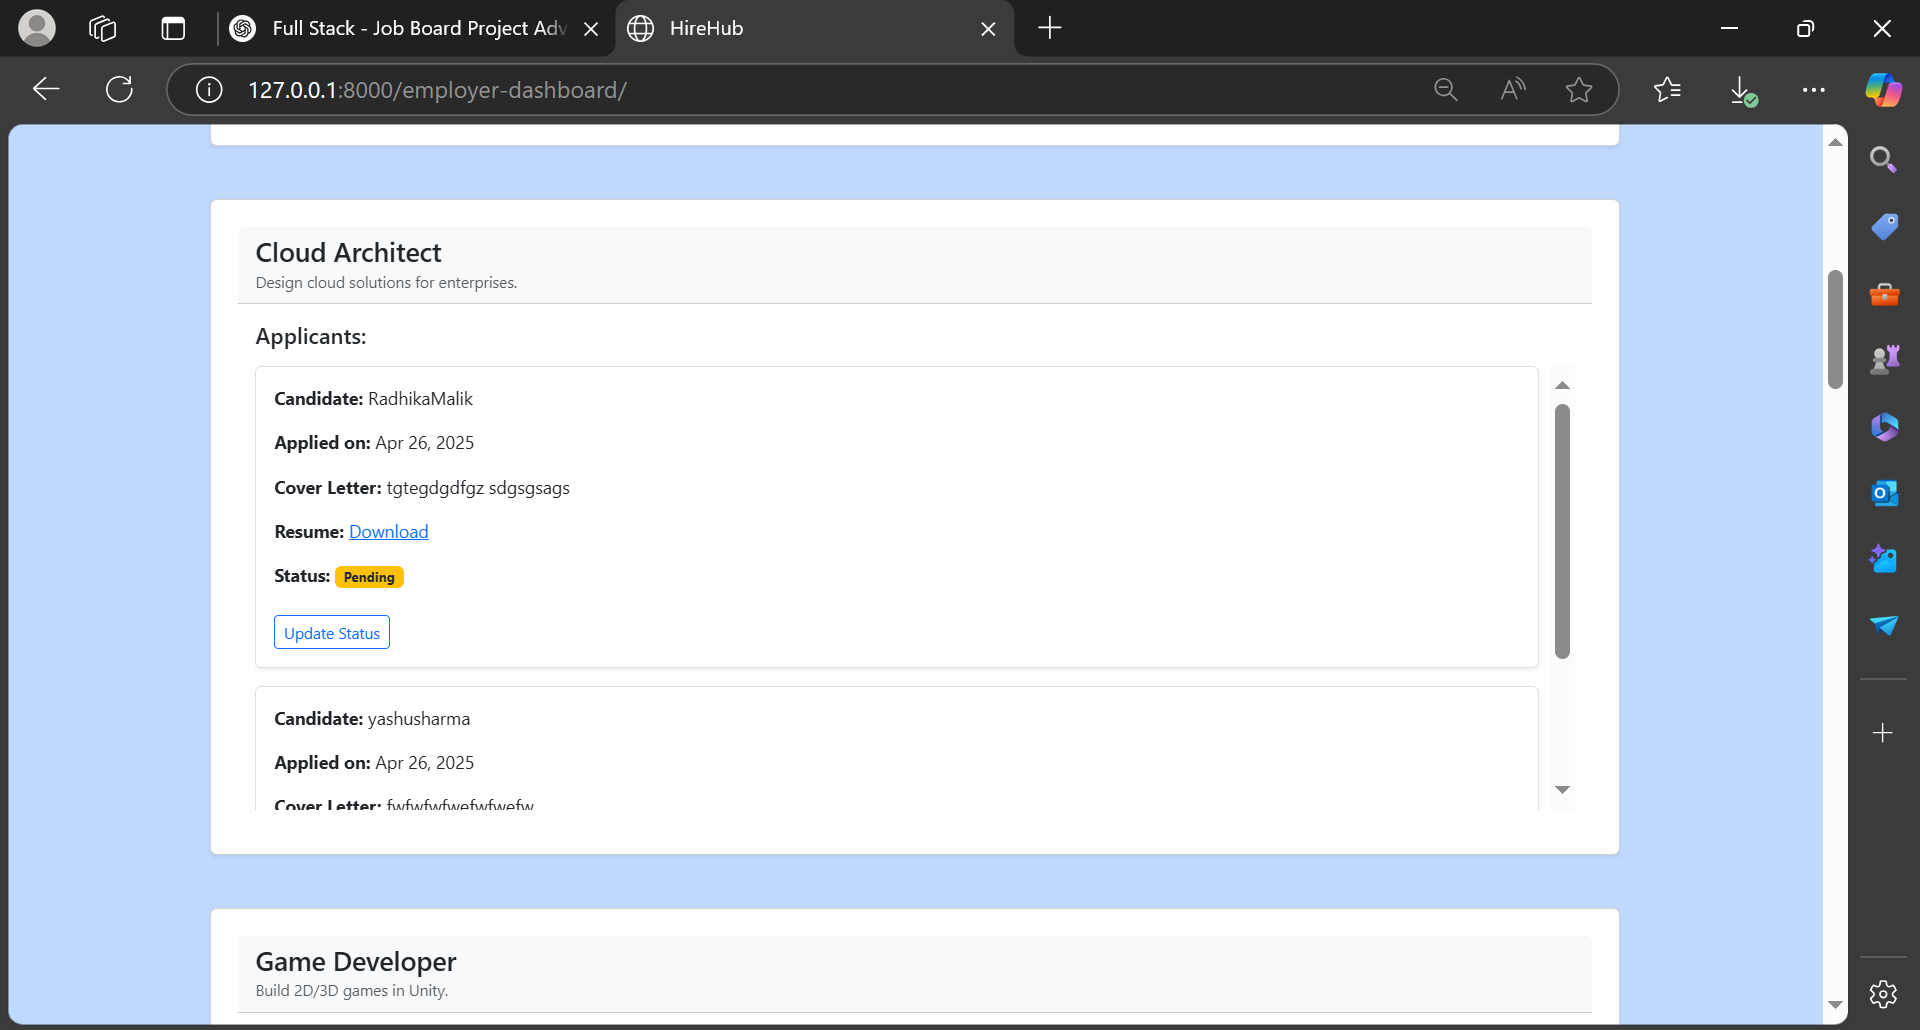 Full Stack - Job Board Project Adv
HireHub
127.0.0.1:8000/employer-dashboard/
Cloud Architect
Design cloud solutions for enterprises.
Applicants:
Candidate: RadhikaMalik
Applied on: Apr 26, 2025
Cover Letter: tgtegdgdfgz sdgsgsags
Resume: Download
Status: Pending
Update Status
Candidate: yashusharma
Applied on: Apr 26, 2025
Cover Letter: fwfwfwfwefwfwefw
Game Developer
Build 2D/3D games in Unity.